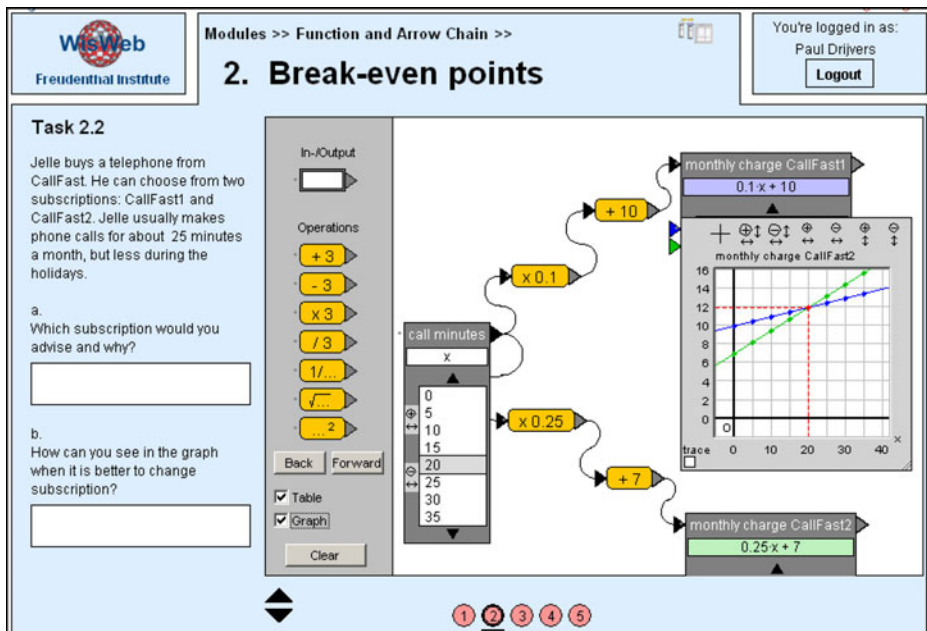 WisWeb
Freudenthal Institute
Modules >> Function and Arrow Chain >>
2. Break-even points
You're logged in as:
Paul Drijvers
Logout
Task 2.2
Jelle buys a telephone from
CallFast. He can choose from two
subscriptions: CallFast1 and
CallFast2. Jelle usually makes
phone calls for about 25 minutes
a month, but less during the
holidays.
a.
Which subscription would you
advise and why?
b.
How can you see in the graph
when it is better to change
subscription?
In-/Output
Operations
+ 3
- 3
x 3
/ 3
1/...
√...
...²
Back Forward
Table
Graph
Clear
call minutes
x
0
5
10
15
20
25
30
35
x 0.1
+ 10
x 0.25
+ 7
monthly charge CallFast1
0.1·x + 10
monthly charge CallFast2
16
14
12
10
8
6
4
2
0
O
x
trace 0 10 20 30 40
monthly charge CallFast2
0.25·x + 7
1 2 3 4 5